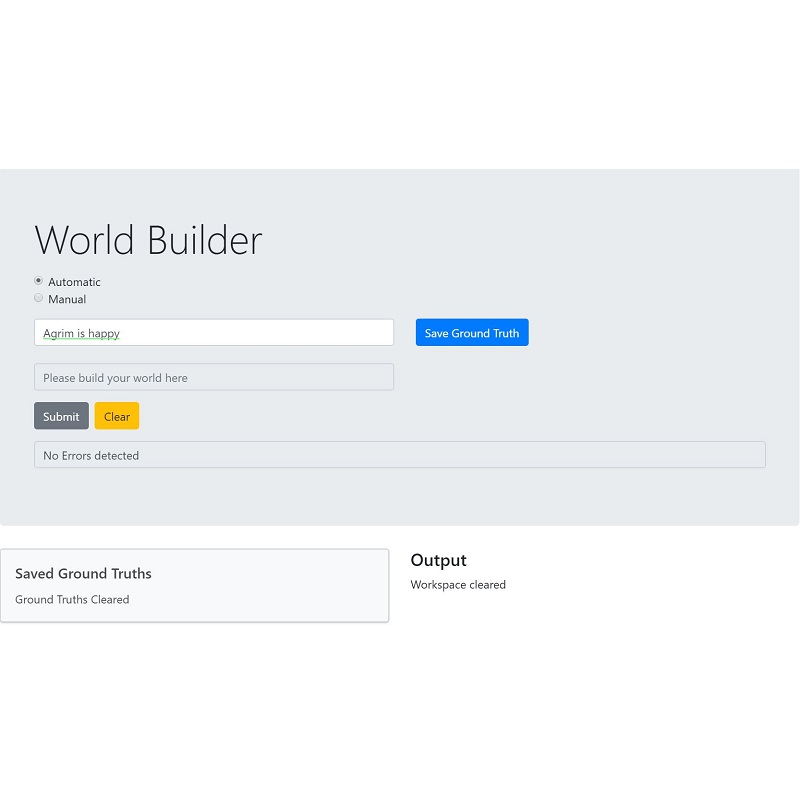 World Builder
Automatic
Manual
Agrim is happy
Save Ground Truth
Please build your world here
Submit Clear
No Errors detected
Saved Ground Truths
Ground Truths Cleared
Output
Workspace cleared